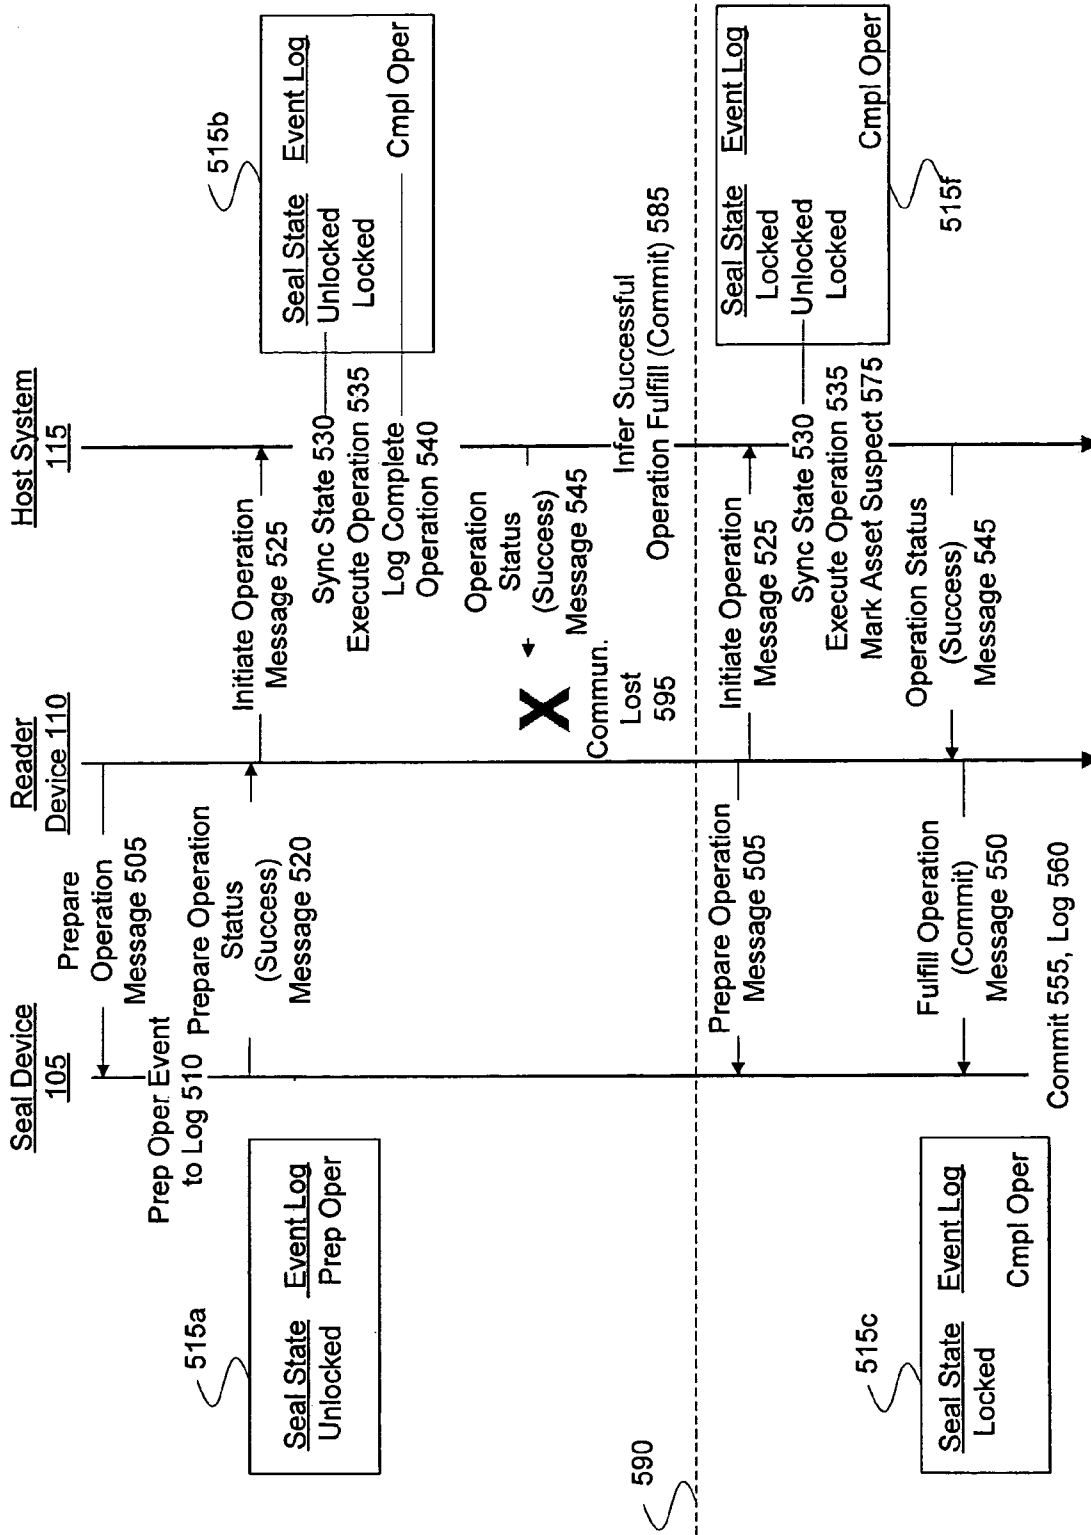 Seal Device
105
Reader
Device 110
Host System
115
Prepare
Operation
Message 505
Prep Oper Event
to Log 510
Prepare Operation
Status
(Success)
Message 520
515a
Seal State Event Log
Unlocked Prep Oper
Initiate Operation
Message 525
Sync State 530
Execute Operation 535
Log Complete
Operation 540
515b
Seal State Event Log
Unlocked
Locked
Cmpl Oper
Operation
Status
(Success)
Message 545
X
Commun.
Lost
595
Infer Successful
Operation Fulfill (Commit) 585
590
Prepare Operation
Message 505
Initiate Operation
Message 525
Sync State 530
Execute Operation 535
Mark Asset Suspect 575
Seal State Event Log
Locked
Unlocked
Locked
Cmpl Oper
515f
Operation Status
(Success)
Message 545
Fulfill Operation
(Commit)
Message 550
Commit 555, Log 560
515c
Seal State Event Log
Locked
Cmpl Oper